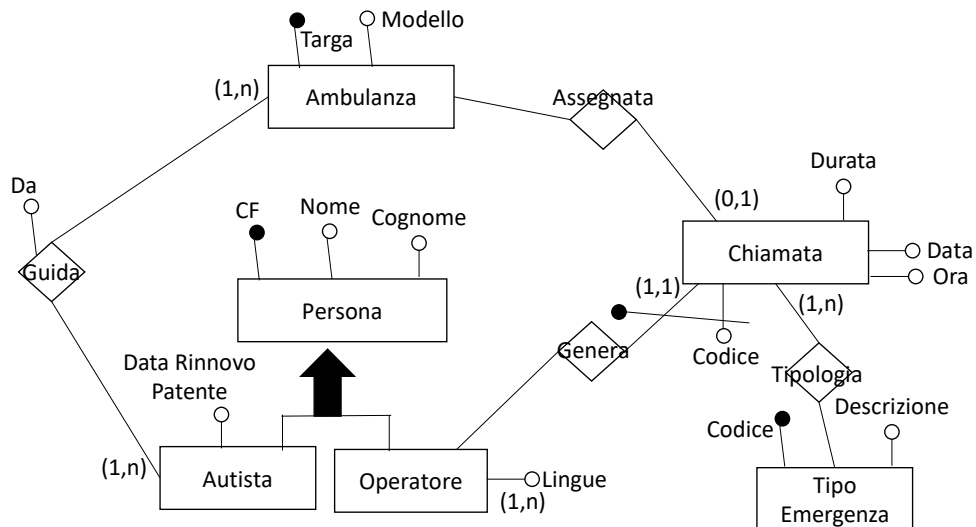 Modello
Targa
(1,n)
Ambulanza
Assegnata
Durata
Da
CF
Nome
Cognome
(0,1)
Chiamata
Data
Ora
Guida
Persona
(1,1)
(1,n)
Genera
Codice
Data Rinnovo
Patente
Tipologia
Codice
Descrizione
(1,n)
Autista
Operatore
(1,n)
Lingue
Tipo
Emergenza